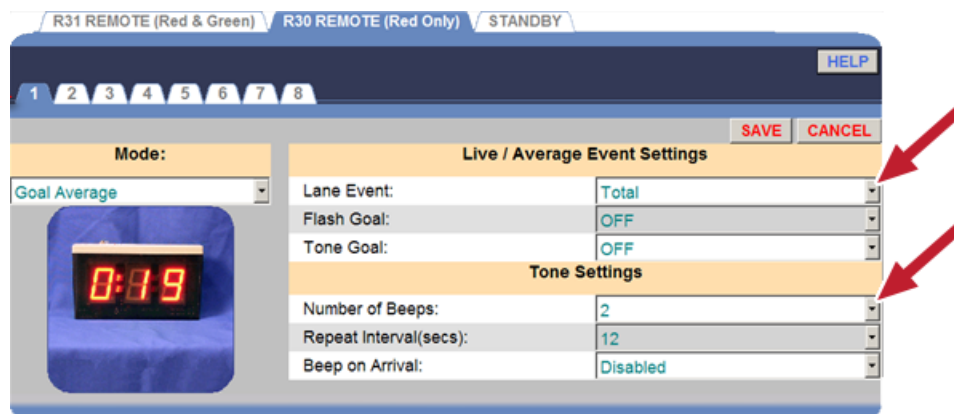 R31 REMOTE (Red & Green) R30 REMOTE (Red Only) STANDBY
HELP
1 2 3 4 5 6 7 8
SAVE CANCEL
Mode: Live / Average Event Settings
Goal Average Lane Event: Total
Flash Goal: OFF
Tone Goal: OFF
0:19
Tone Settings
Number of Beeps: 2
Repeat Interval(secs): 12
Beep on Arrival: Disabled